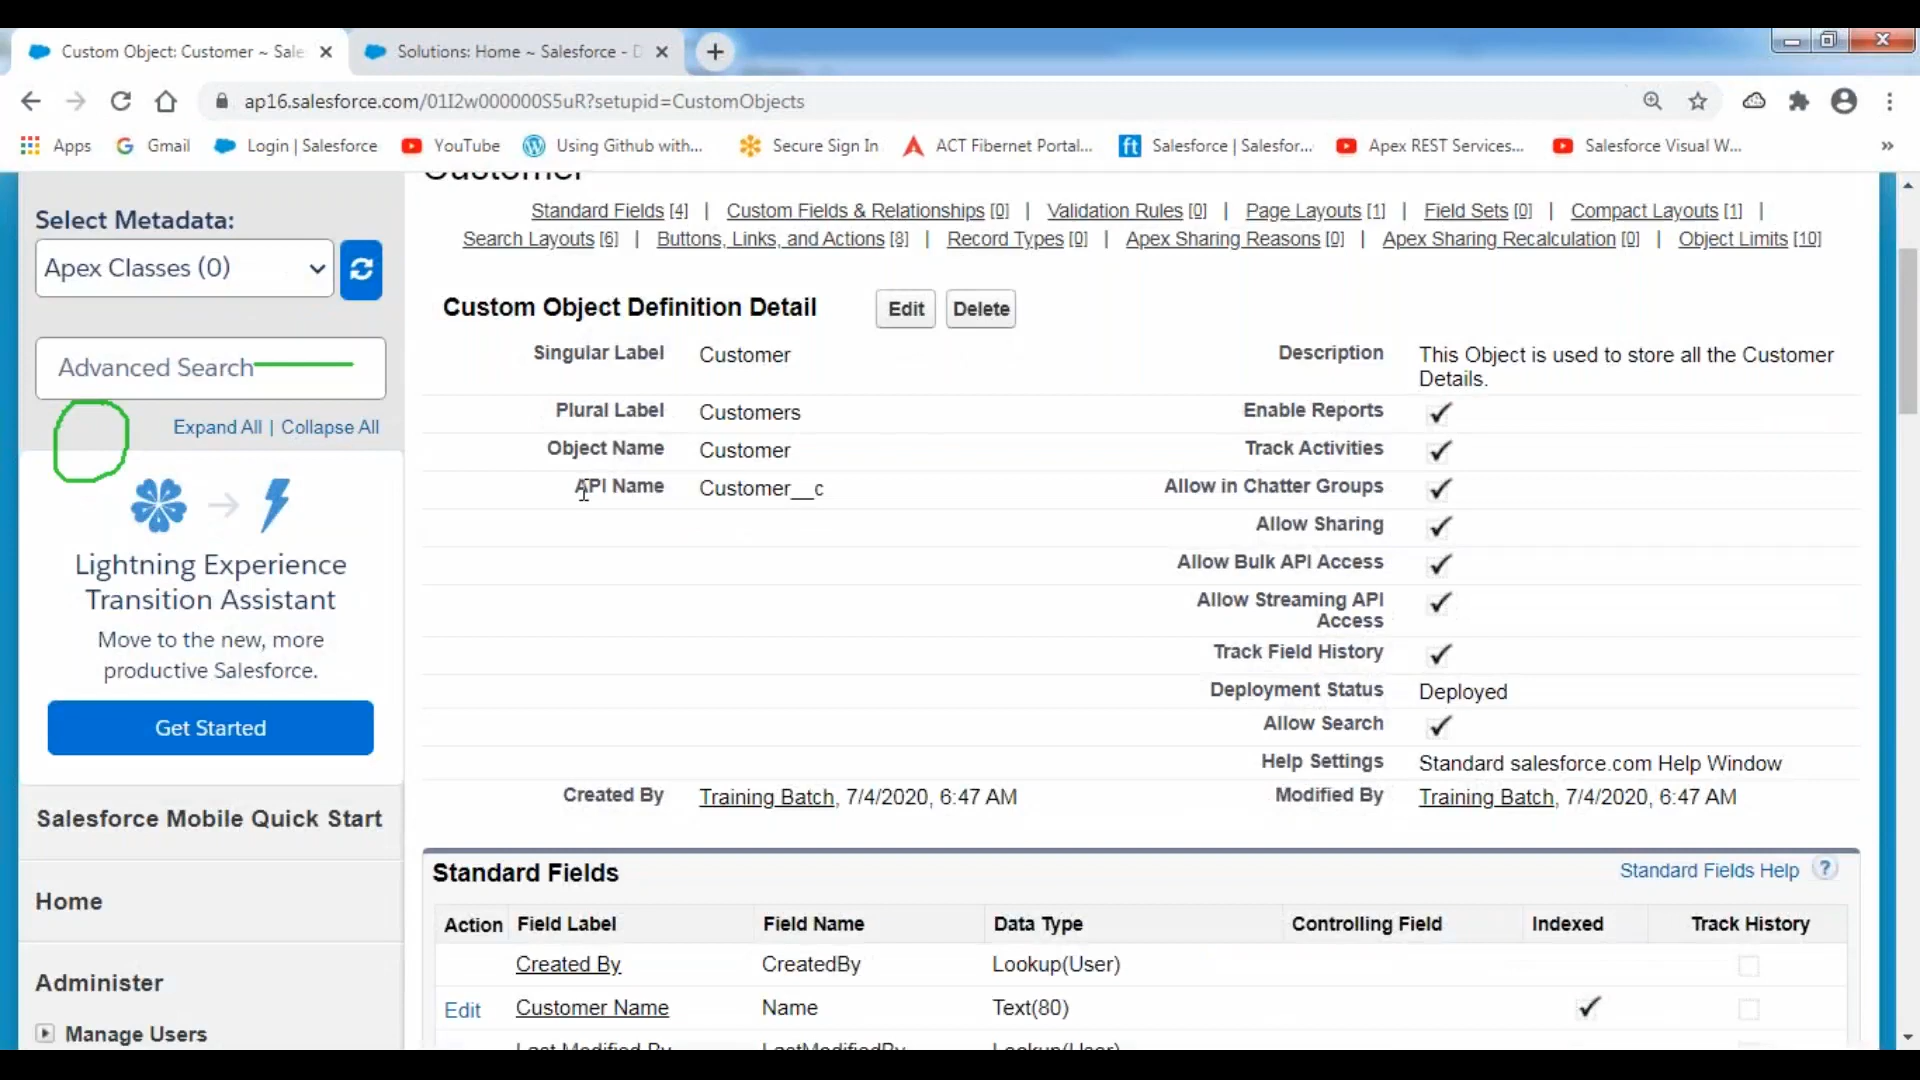 Custom Object: Customer ~ Sale
Solutions: Home ~ Salesforce - D
ap16.salesforce.com/01I2w000000S5uR?setupid=CustomObjects
Apps
Gmail
Login | Salesforce
YouTube
Using Github with...
Secure Sign In
ACT Fibernet Portal...
ft
Salesforce | Salesfor...
Apex REST Services...
Salesforce Visual W...
»
Select Metadata:
Apex Classes (0)
Advanced Search
Expand All | Collapse All
Lightning Experience
Transition Assistant
Move to the new, more
productive Salesforce.
Get Started
Salesforce Mobile Quick Start
Home
Administer
Manage Users
Customer
Standard Fields [4] | Custom Fields & Relationships [0] | Validation Rules [0] | Page Layouts [1] | Field Sets [0] | Compact Layouts [1] |
Search Layouts [6] | Buttons, Links, and Actions [8] | Record Types [0] | Apex Sharing Reasons [0] | Apex Sharing Recalculation [0] | Object Limits [10]
Custom Object Definition Detail Edit Delete
Singular Label Customer Description This Object is used to store all the Customer
Details.
Plural Label Customers Enable Reports ✓
Object Name Customer Track Activities ✓
API Name Customer__c Allow in Chatter Groups ✓
Allow Sharing ✓
Allow Bulk API Access ✓
Allow Streaming API
Access ✓
Track Field History ✓
Deployment Status Deployed
Allow Search ✓
Help Settings Standard salesforce.com Help Window
Created By Training Batch, 7/4/2020, 6:47 AM Modified By Training Batch, 7/4/2020, 6:47 AM
Standard Fields Standard Fields Help ?
Action Field Label Field Name Data Type Controlling Field Indexed Track History
Created By CreatedBy Lookup(User)
Edit Customer Name Name Text(80) ✓
Last Modified By LastModifiedBy Lookup(User)